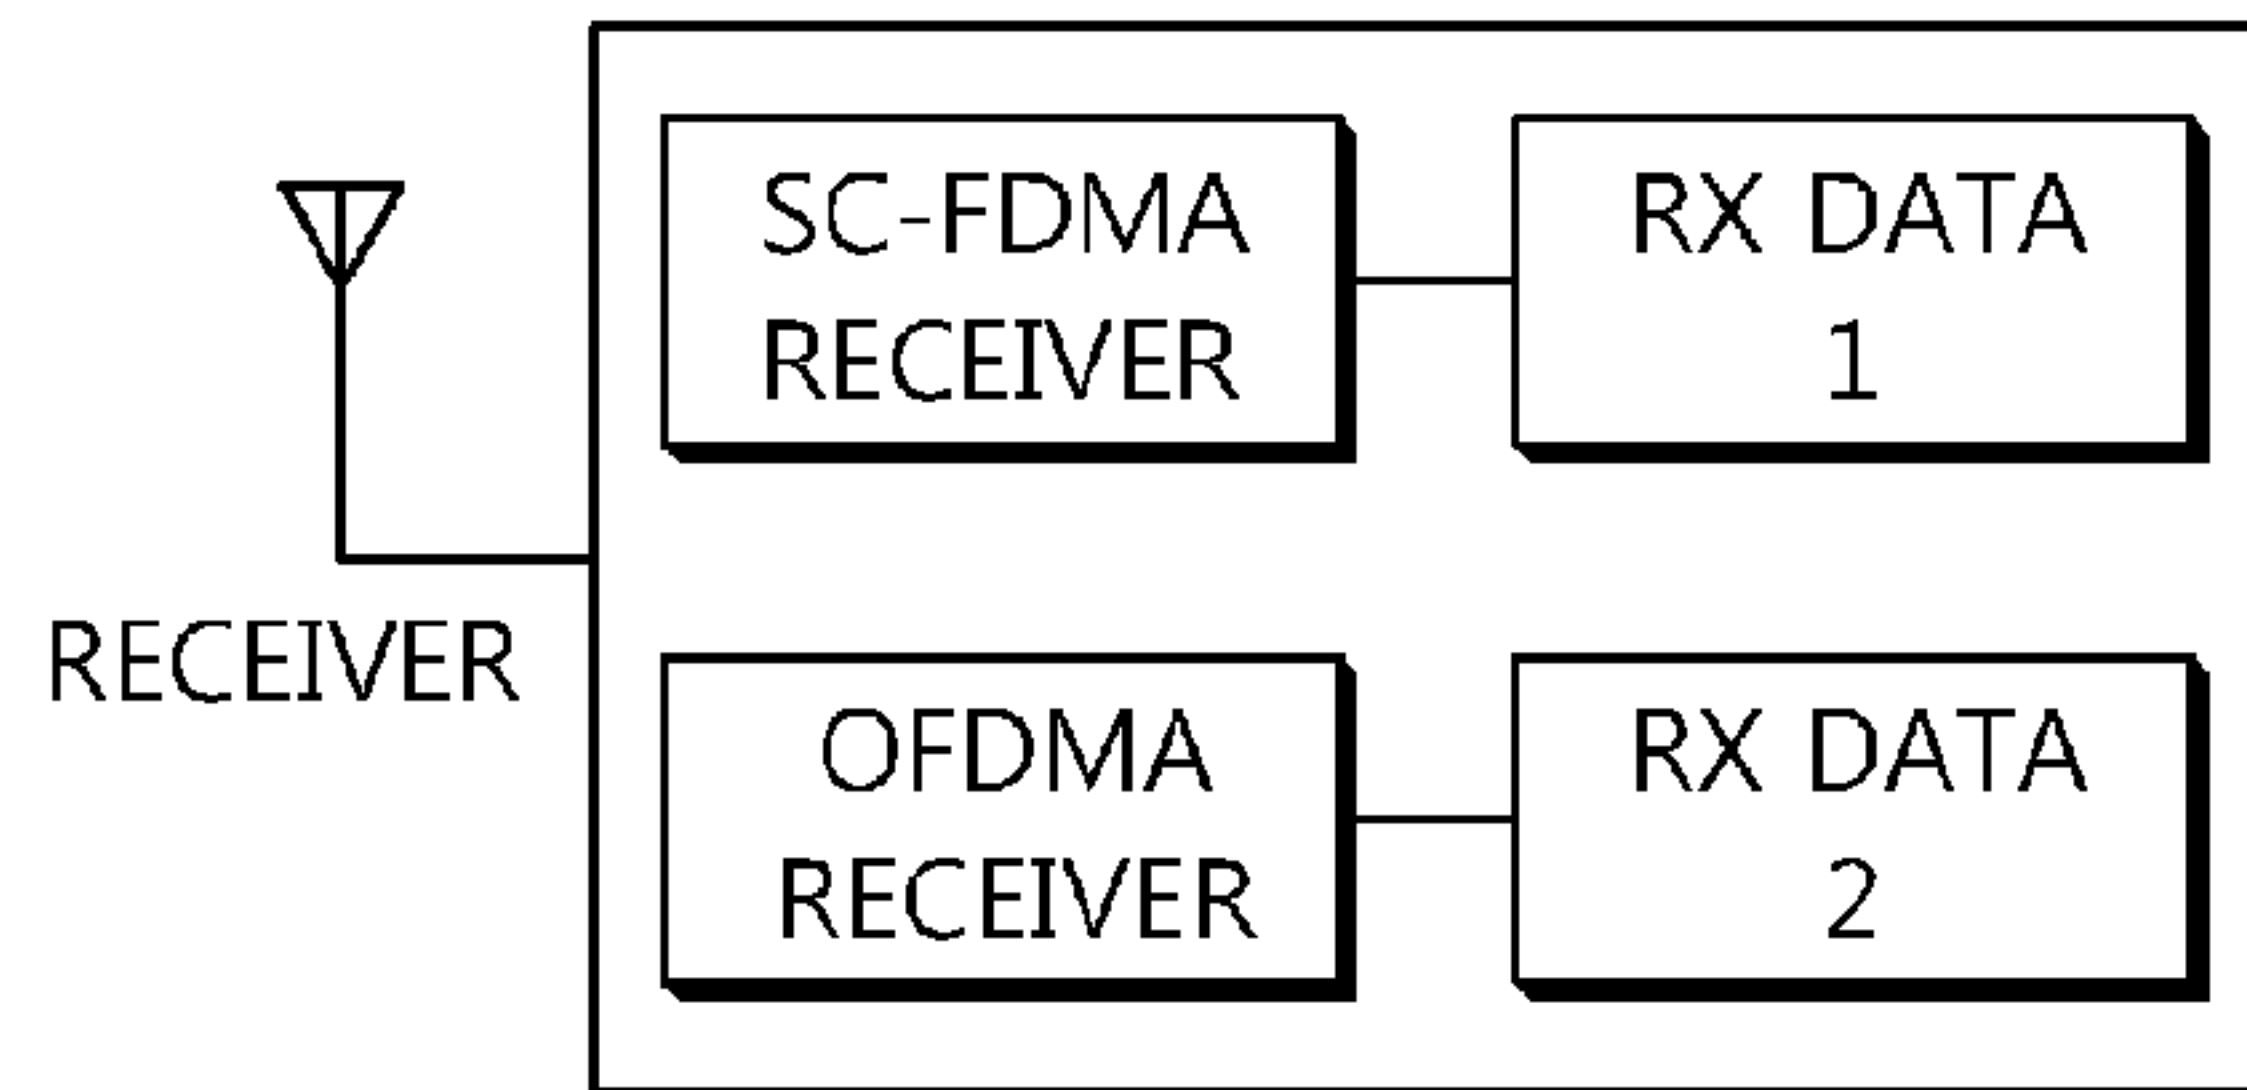 SC-FDMA
RECEIVER
RX DATA
1
RECEIVER
OFDMA
RECEIVER
RX DATA
2